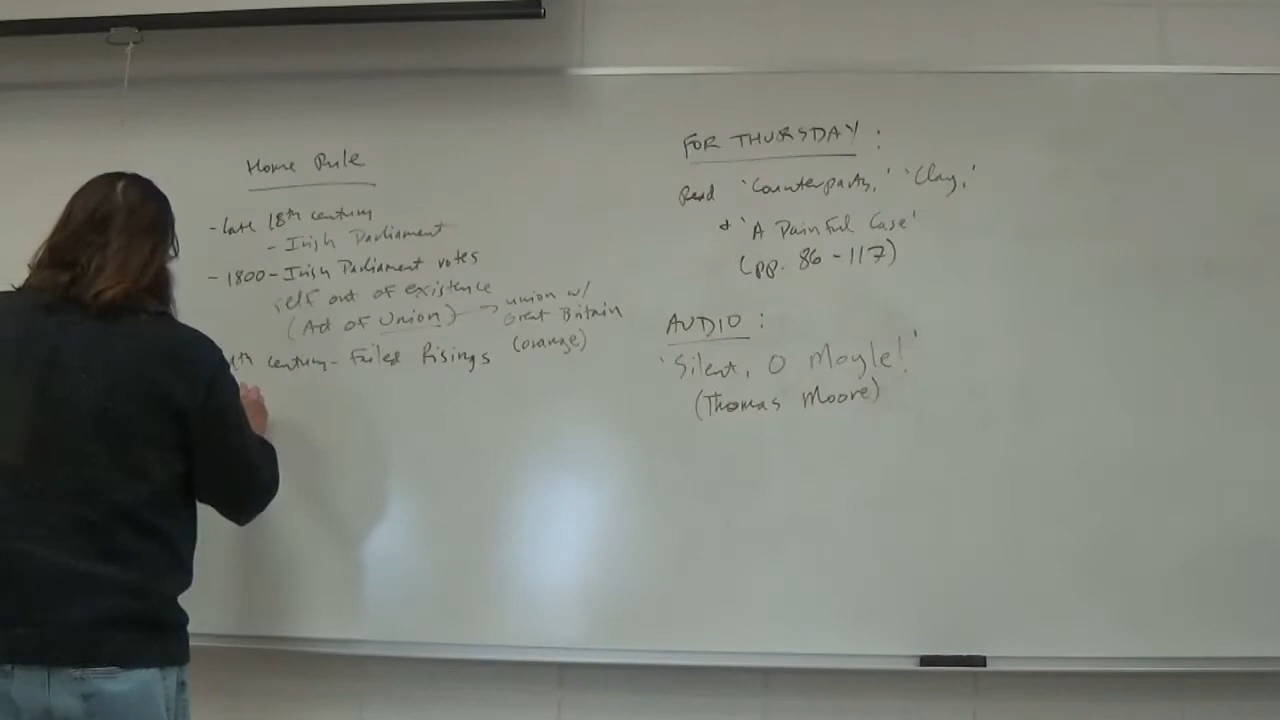 Home Rule
- late 18th century
- Irish Parliament
- 1800 - Irish Parliament votes
self out of existence
(Act of Union) → union w/
Great Britain
(orange)
th century - Failed Risings
FOR THURSDAY:
Read 'Counterparts,' 'Clay,'
+ 'A Painful Case'
(pp. 86-117)
AUDIO:
'Silent, O Moyle!'
(Thomas Moore)